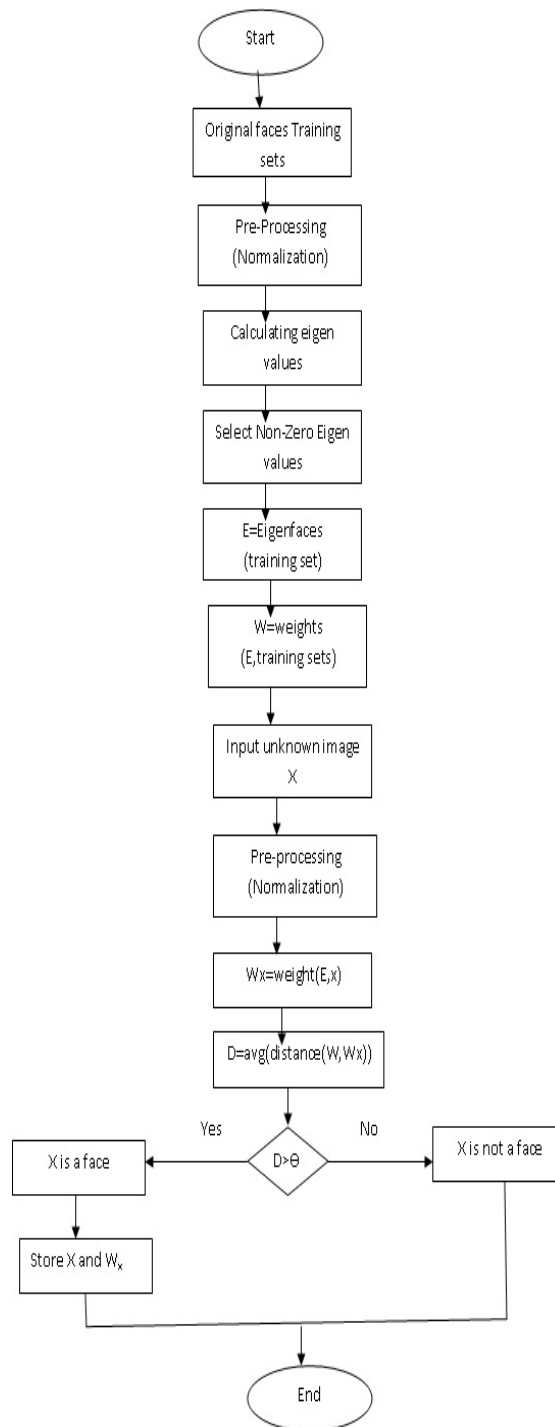 Start
Original faces Training
sets
Pre-Processing
(Normalization)
Calculating eigen
values
Select Non-Zero Eigen
values
E=Eigenfaces
(training set)
W=weights
(E,training sets)
Input unknown image
X
Pre-processing
(Normalization)
Wx=weight(E,x)
D=avg(distance(W,Wx))
Yes
No
D>Θ
X is a face
X is not a face
Store X and Wₓ
End